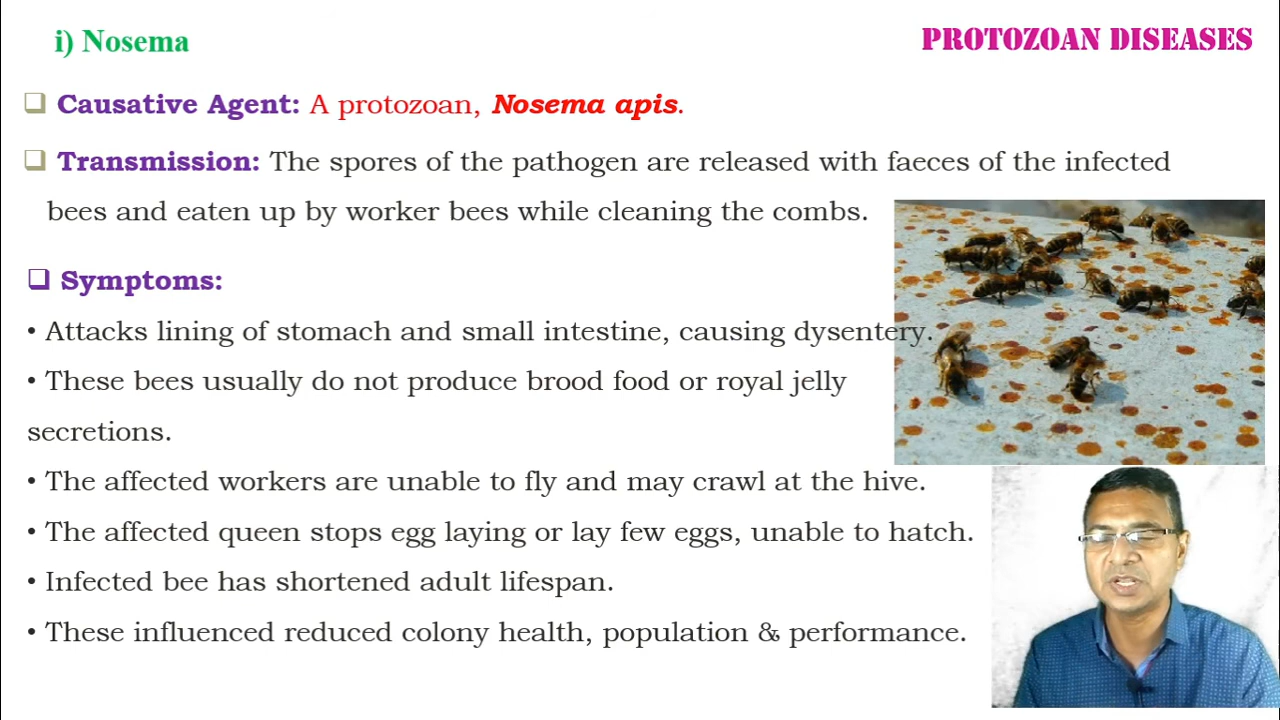 i) Nosema
PROTOZOAN DISEASES
Causative Agent: A protozoan, Nosema apis.
Transmission: The spores of the pathogen are released with faeces of the infected
bees and eaten up by worker bees while cleaning the combs.
Symptoms:
• Attacks lining of stomach and small intestine, causing dysentery.
• These bees usually do not produce brood food or royal jelly
secretions.
• The affected workers are unable to fly and may crawl at the hive.
• The affected queen stops egg laying or lay few eggs, unable to hatch.
• Infected bee has shortened adult lifespan.
• These influenced reduced colony health, population & performance.